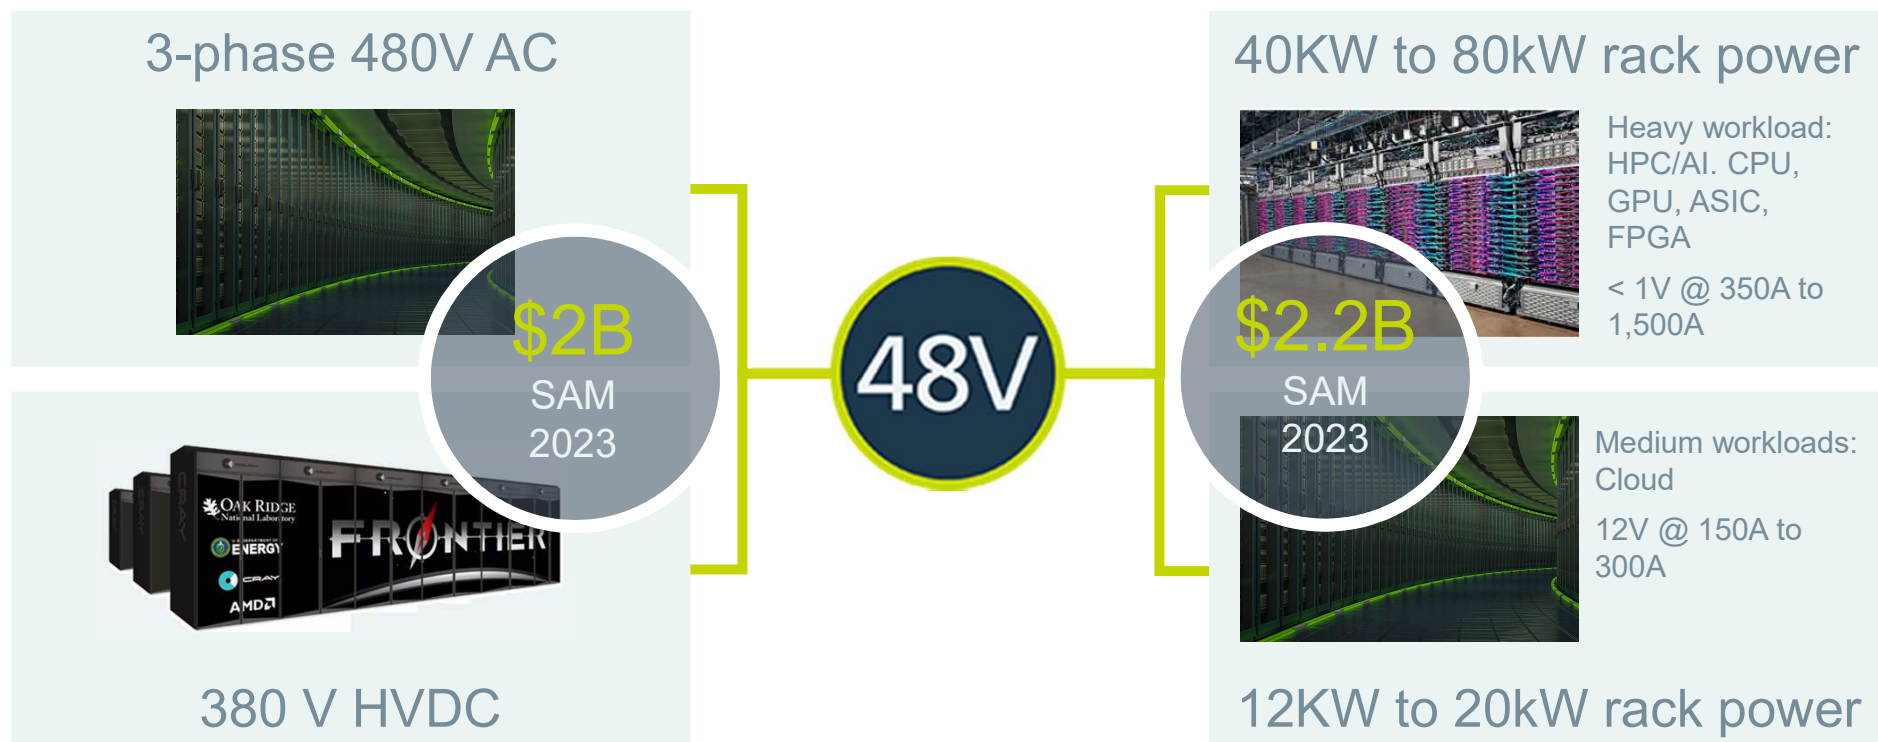 3-phase 480V AC
$2B
SAM
2023
OAK RIDGE
National Laboratory
ENERGY
CRAY
AMD
FRONTIER
CRAY
380 V HVDC
48V
40KW to 80kW rack power
Heavy workload:
HPC/AI. CPU,
GPU, ASIC,
FPGA
< 1V @ 350A to
1,500A
$2.2B
SAM
2023
Medium workloads:
Cloud
12V @ 150A to
300A
12KW to 20kW rack power